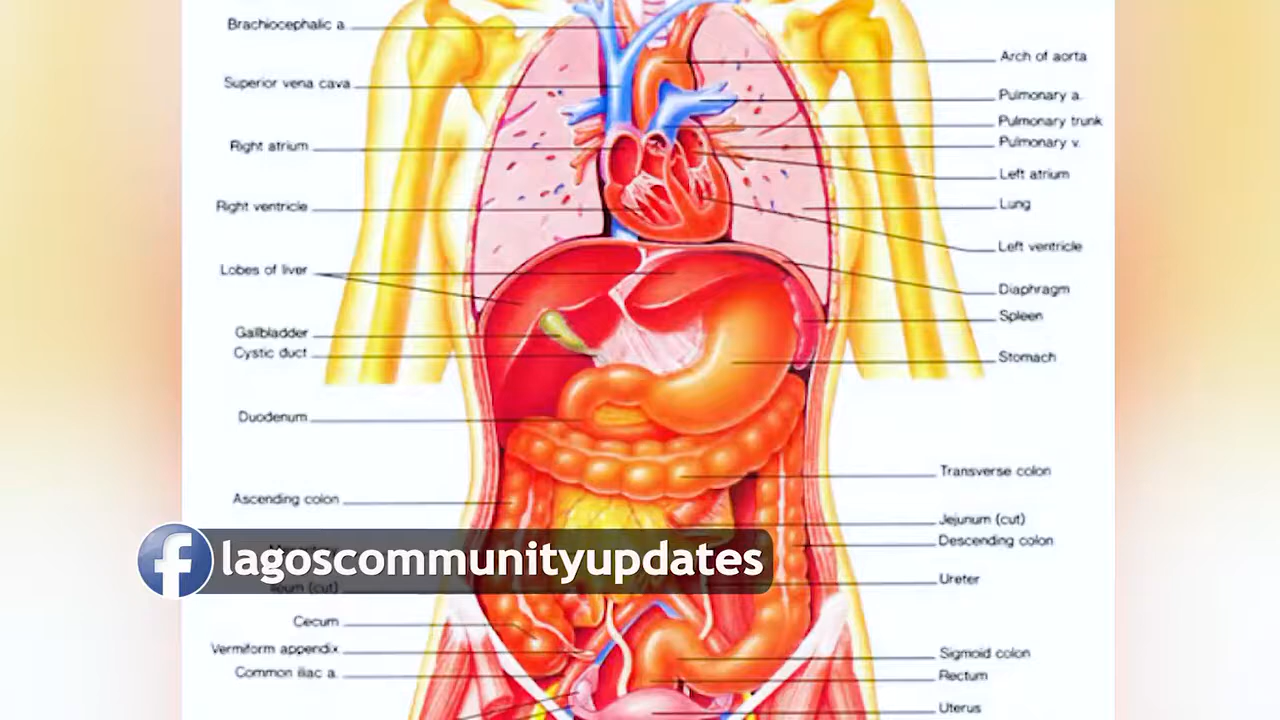 Brachiocephalic a.
Superior vena cava
Right atrium
Right ventricle
Lobes of liver
Gallbladder
Cystic duct
Duodenum
Ascending colon
Ileum (cut)
Cecum
Vermiform appendix
Common iliac a.
Arch of aorta
Pulmonary a.
Pulmonary trunk
Pulmonary v.
Left atrium
Lung
Left ventricle
Diaphragm
Spleen
Stomach
Transverse colon
Jejunum (cut)
Descending colon
Ureter
Sigmoid colon
Rectum
Uterus
f lagoscommunityupdates